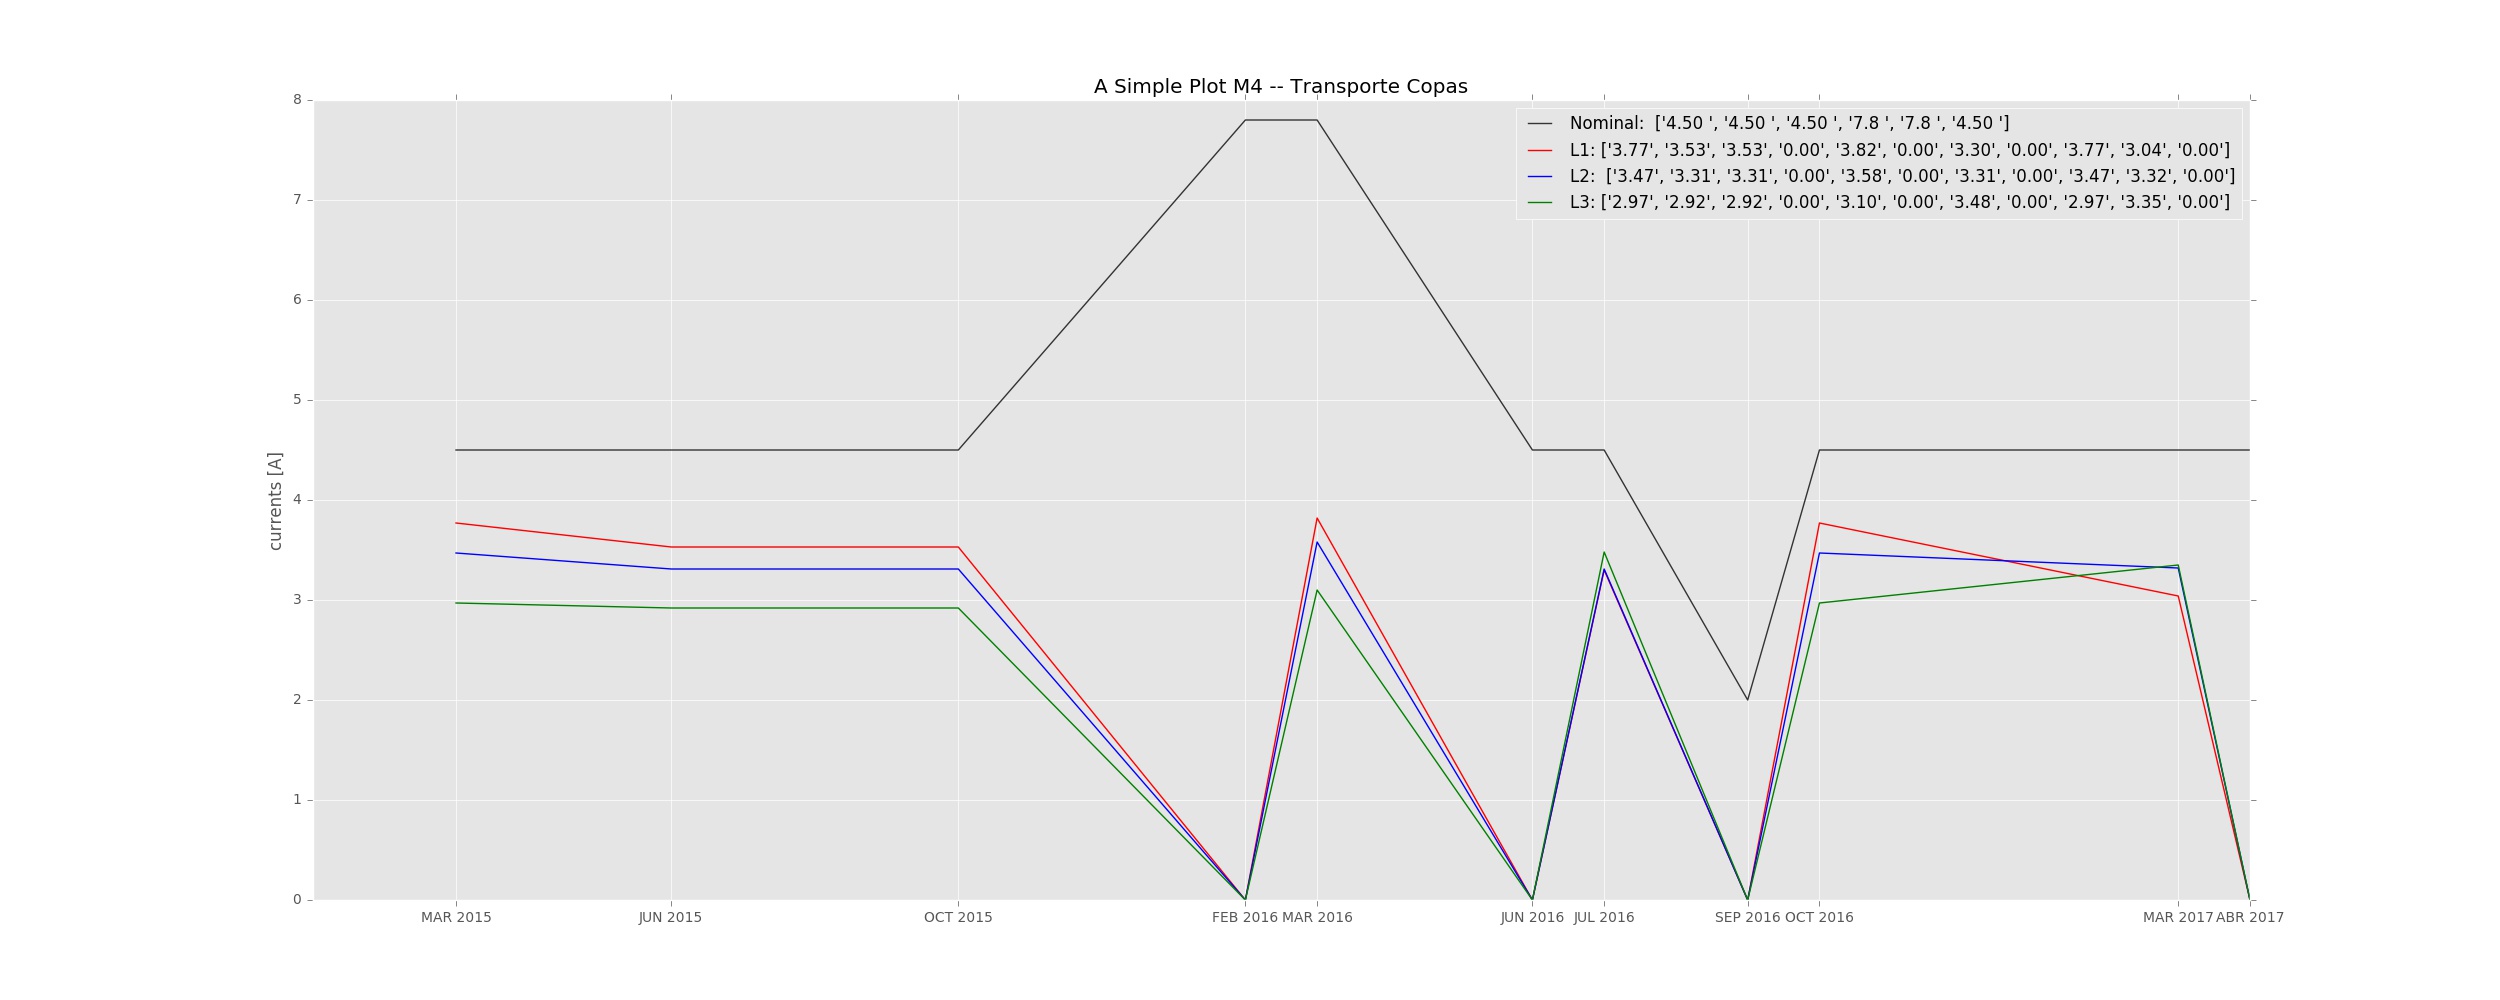 A Simple Plot M4 -- Transporte Copas
Nominal:  ['4.50 ', '4.50 ', '4.50 ', '7.8 ', '7.8 ', '4.50 ']
L1: ['3.77', '3.53', '3.53', '0.00', '3.82', '0.00', '3.30', '0.00', '3.77', '3.04', '0.00']
L2:  ['3.47', '3.31', '3.31', '0.00', '3.58', '0.00', '3.31', '0.00', '3.47', '3.32', '0.00']
L3: ['2.97', '2.92', '2.92', '0.00', '3.10', '0.00', '3.48', '0.00', '2.97', '3.35', '0.00']
currents [A]
8
7
6
5
4
3
2
1
0
MAR 2015 JUN 2015 OCT 2015 FEB 2016 MAR 2016 JUN 2016 JUL 2016 SEP 2016 OCT 2016 MAR 2017 ABR 2017